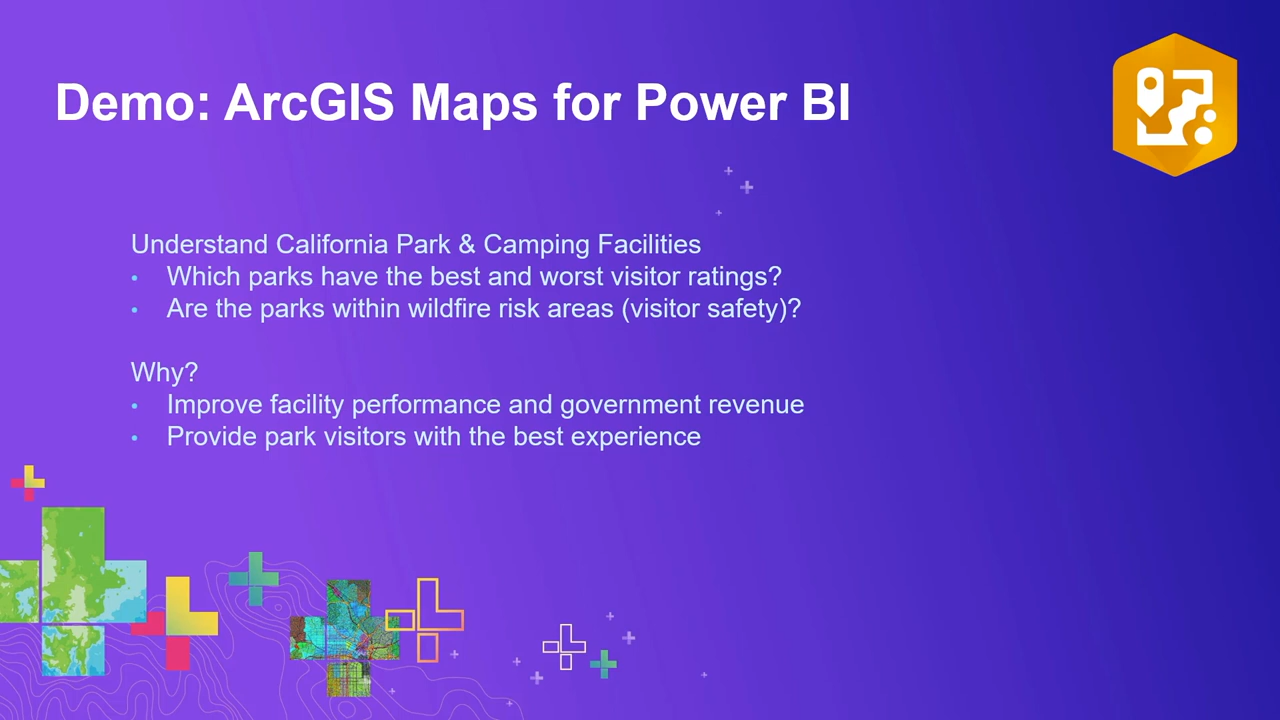 Demo: ArcGIS Maps for Power BI
Understand California Park & Camping Facilities
• Which parks have the best and worst visitor ratings?
• Are the parks within wildfire risk areas (visitor safety)?
Why?
• Improve facility performance and government revenue
• Provide park visitors with the best experience